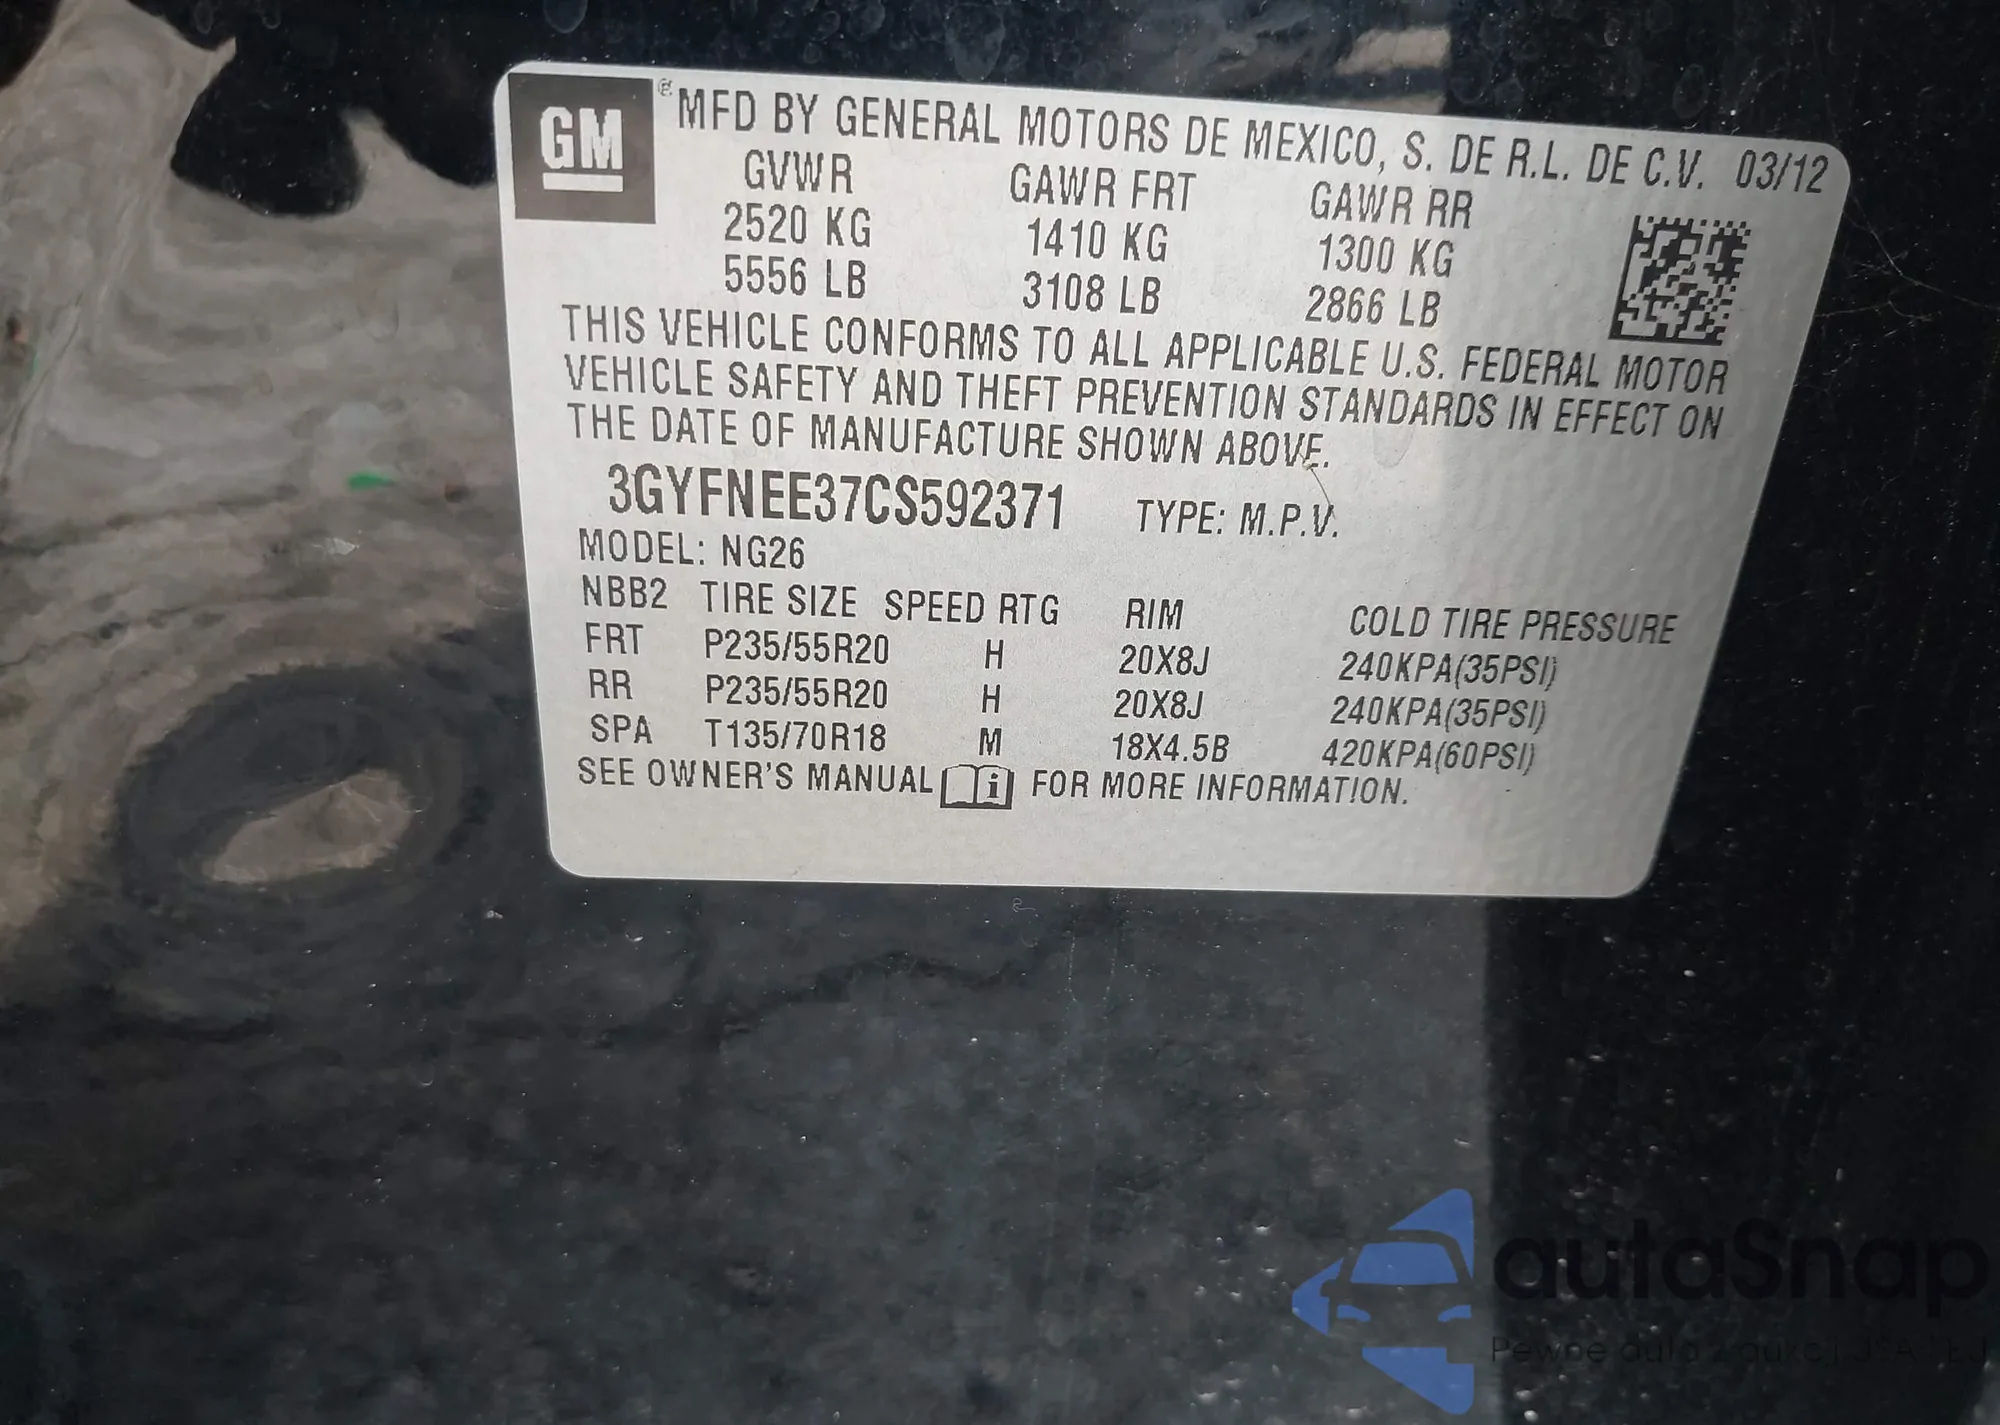 GM ® MFD BY GENERAL MOTORS DE MEXICO, S. DE R.L. DE C.V. 03/12
GVWR GAWR FRT GAWR RR
2520 KG 1410 KG 1300 KG
5556 LB 3108 LB 2866 LB
THIS VEHICLE CONFORMS TO ALL APPLICABLE U.S. FEDERAL MOTOR
VEHICLE SAFETY AND THEFT PREVENTION STANDARDS IN EFFECT ON
THE DATE OF MANUFACTURE SHOWN ABOVE.
3GYFNEE37CS592371 TYPE: M.P.V.
MODEL: NG26
NBB2 TIRE SIZE SPEED RTG RIM COLD TIRE PRESSURE
FRT P235/55R20 H 20X8J 240KPA(35PSI)
RR P235/55R20 H 20X8J 240KPA(35PSI)
SPA T135/70R18 M 18X4.5B 420KPA(60PSI)
SEE OWNER'S MANUAL i FOR MORE INFORMATION.
autaSnap
Pewne auta z aukcji